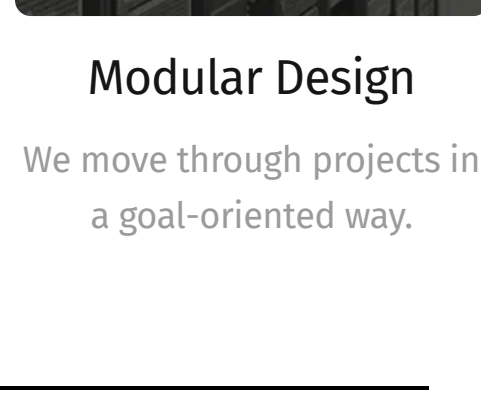 Modular Design
We move through projects in
a goal-oriented way.